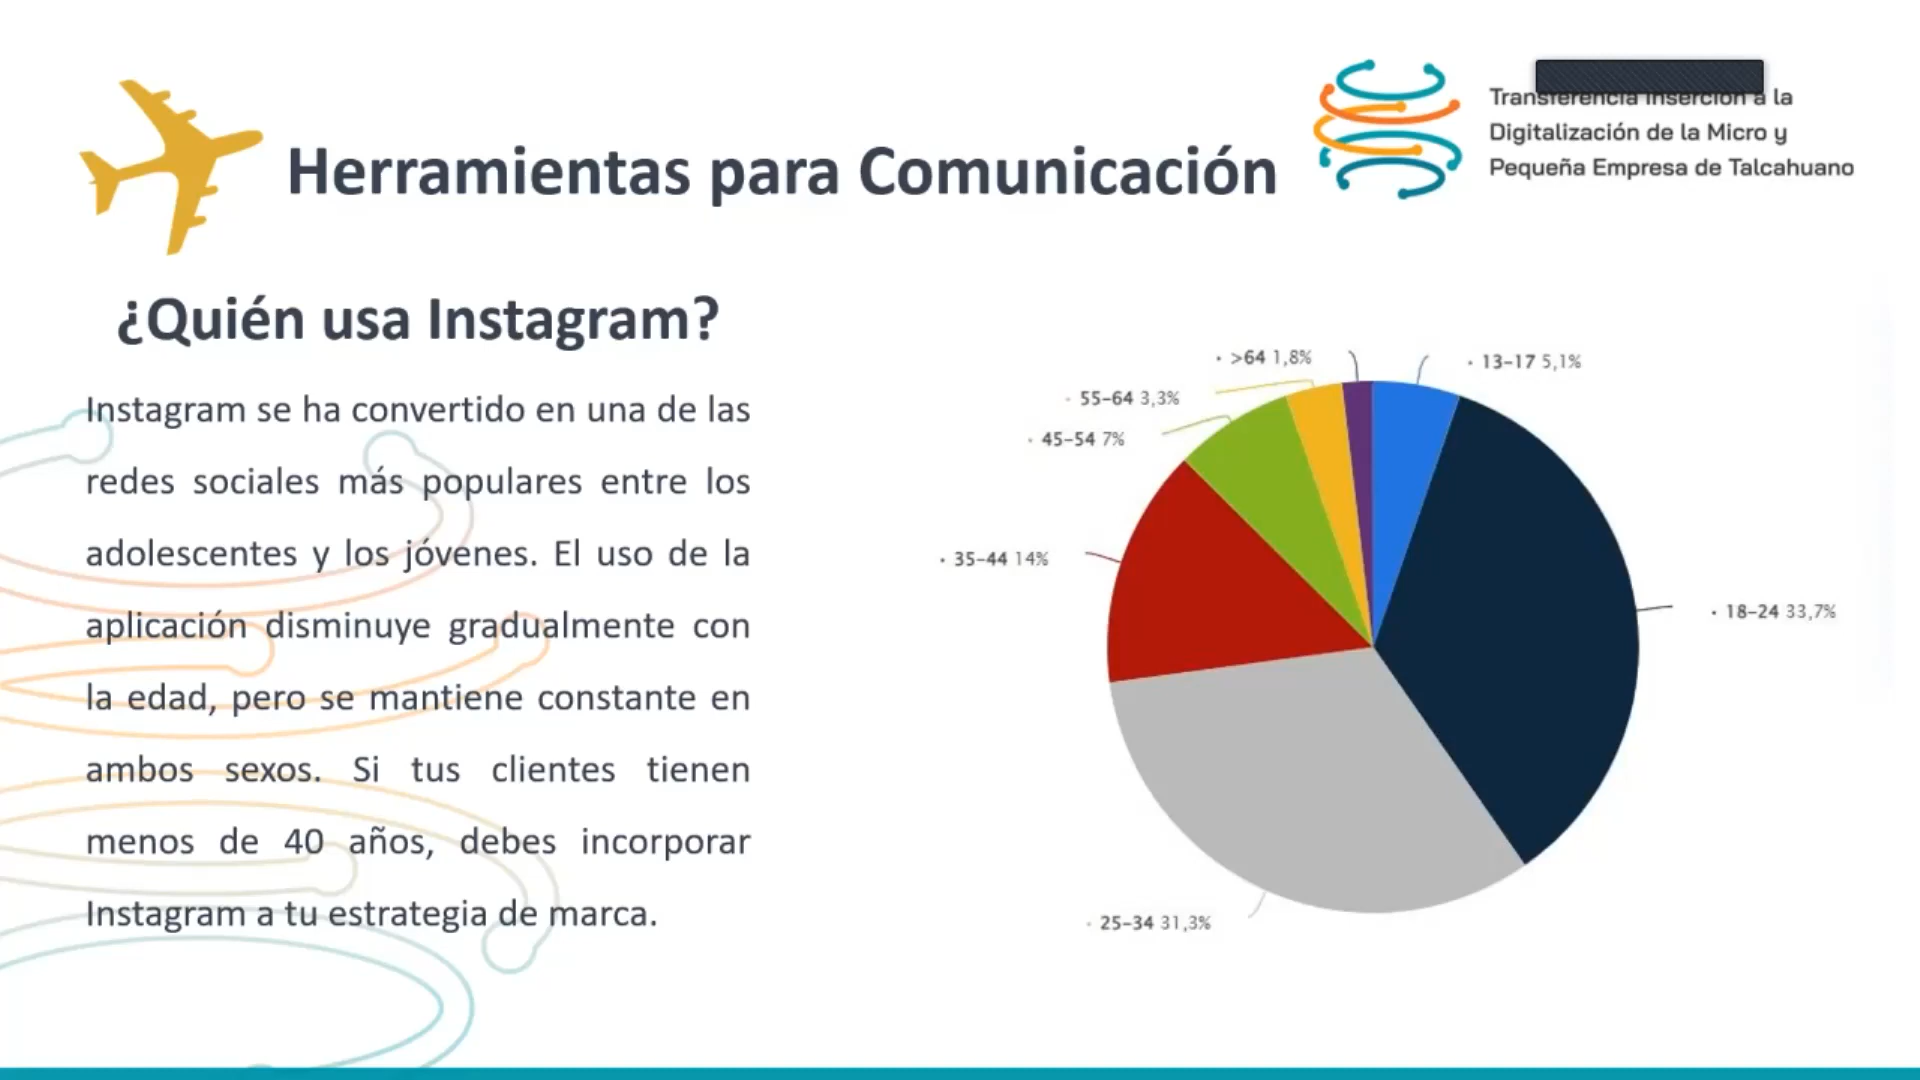 Herramientas para Comunicación
Transferencia Inserción a la
Digitalización de la Micro y
Pequeña Empresa de Talcahuano
¿Quién usa Instagram?
Instagram se ha convertido en una de las
redes sociales más populares entre los
adolescentes y los jóvenes. El uso de la
aplicación disminuye gradualmente con
la edad, pero se mantiene constante en
ambos sexos. Si tus clientes tienen
menos de 40 años, debes incorporar
Instagram a tu estrategia de marca.
>64 1,8%
13–17 5,1%
55–64 3,3%
45–54 7%
35–44 14%
18–24 33,7%
25–34 31,3%